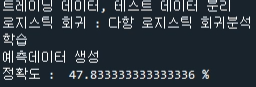 트레이닝 데이터, 테스트 데이터 분리
로지스틱 회귀 : 다항 로지스틱 회귀분석
학습
예측데이터 생성
정확도 :  47.833333333333336 %